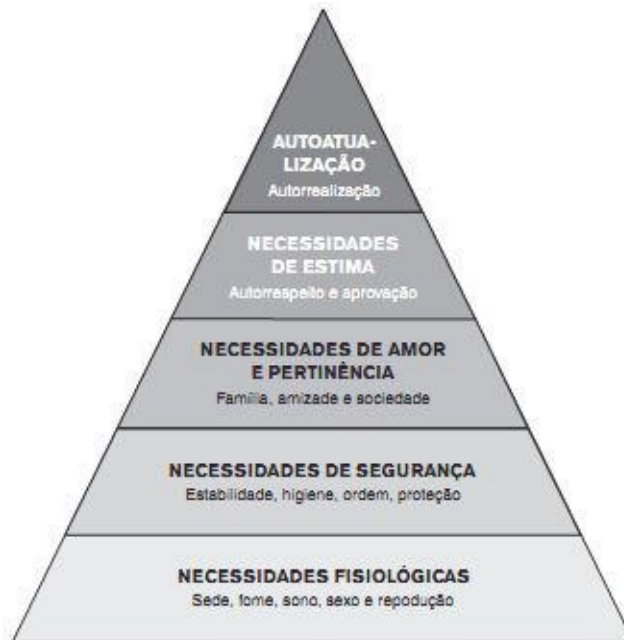 AUTOATUA-
LIZAÇÃO
Autorrealização
NECESSIDADES
DE ESTIMA
Autorrespeito e aprovação
NECESSIDADES DE AMOR
E PERTINÊNCIA
Família, amizade e sociedade
NECESSIDADES DE SEGURANÇA
Estabilidade, higiene, ordem, proteção
NECESSIDADES FISIOLÓGICAS
Sede, fome, sono, sexo e repodução